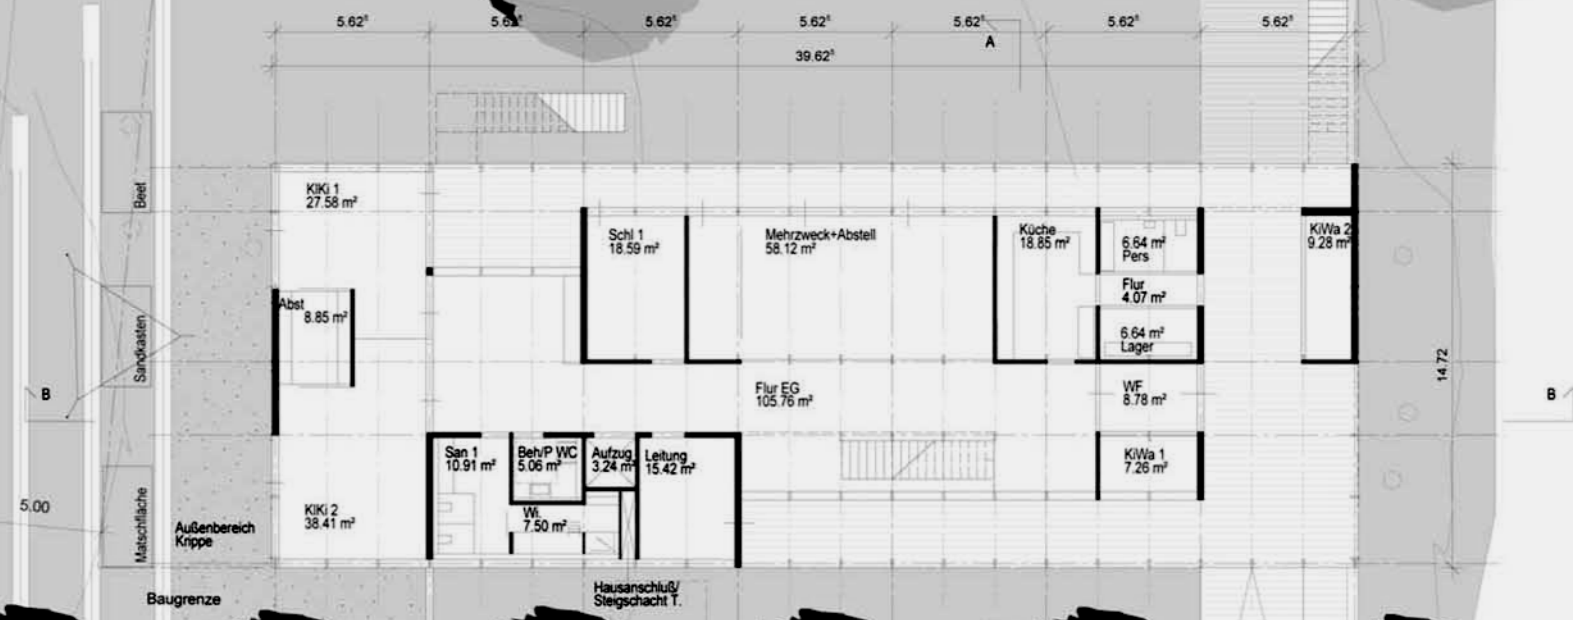 5.62⁵ 5.62⁵ 5.62⁵ 5.62⁵ 5.62⁵ 5.62⁵ 5.62⁵
A
39.62⁵
Beet
KIKi 1
27.58 m²
Schl 1
18.59 m²
Mehrzweck+Abstell
58.12 m²
Küche
18.85 m²
6.64 m²
Pers
KiWa 2
9.28 m²
Flur
4.07 m²
Abst
8.85 m²
Sandkasten
6.64 m²
Lager
14.72
B
B
Flur EG
105.76 m²
WF
8.78 m²
San 1
10.91 m²
Beh/P WC
5.06 m²
Aufzug
3.24 m²
Leitung
15.42 m²
KiWa 1
7.26 m²
5.00
Matschfläche
KIKi 2
38.41 m²
Wi.
7.50 m²
Außenbereich
Krippe
Hausanschluß/
Steigschacht T.
Baugrenze